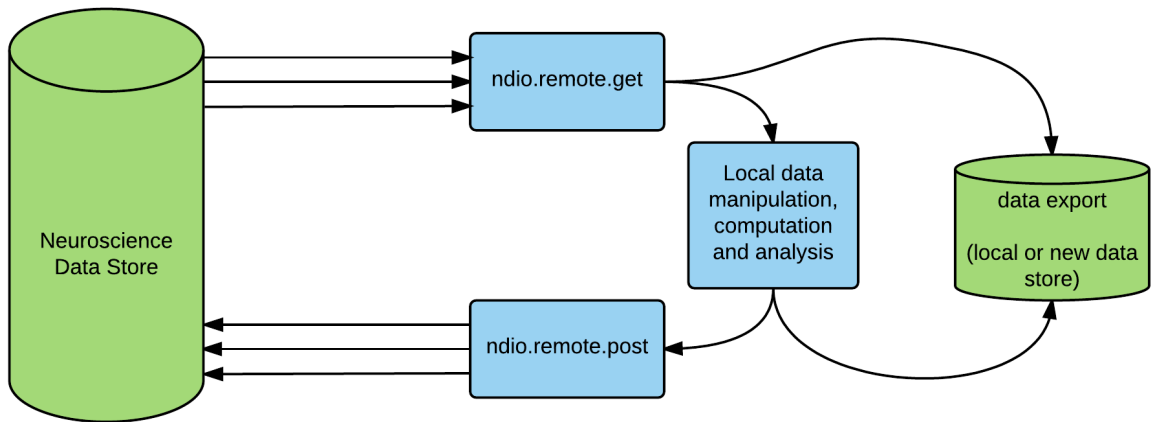 ndio.remote.get
Local data
manipulation,
computation
and analysis
data export
(local or new data
store)
Neuroscience
Data Store
ndio.remote.post